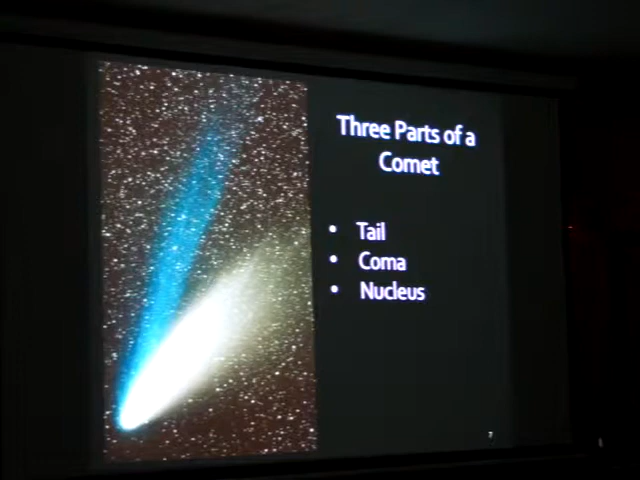 Three Parts of a
Comet
• Tail
• Coma
• Nucleus
7